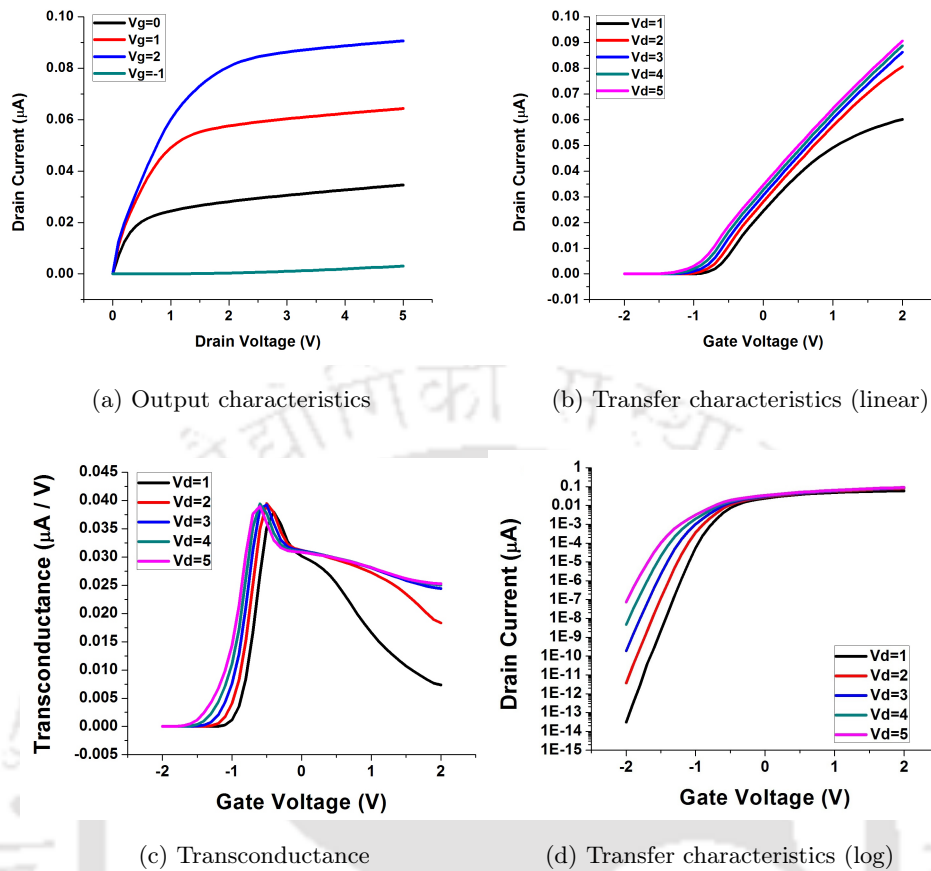 0.10
0.08
0.06
0.04
0.02
0.00
Drain Current (μA)
Vg=0
Vg=1
Vg=2
Vg=-1
0 1 2 3 4 5
Drain Voltage (V)
(a) Output characteristics
0.10
0.09
0.08
0.07
0.06
0.05
0.04
0.03
0.02
0.01
0.00
-0.01
Drain Current (μA)
Vd=1
Vd=2
Vd=3
Vd=4
Vd=5
-2 -1 0 1 2
Gate Voltage (V)
(b) Transfer characteristics (linear)
0.045
0.040
0.035
0.030
0.025
0.020
0.015
0.010
0.005
0.000
-0.005
Transconductance (μA / V)
Vd=1
Vd=2
Vd=3
Vd=4
Vd=5
-2 -1 0 1 2
Gate Voltage (V)
(c) Transconductance
1
0.1
0.01
1E-3
1E-4
1E-5
1E-6
1E-7
1E-8
1E-9
1E-10
1E-11
1E-12
1E-13
1E-14
1E-15
Drain Current (μA)
Vd=1
Vd=2
Vd=3
Vd=4
Vd=5
-2 -1 0 1 2
Gate Voltage (V)
(d) Transfer characteristics (log)